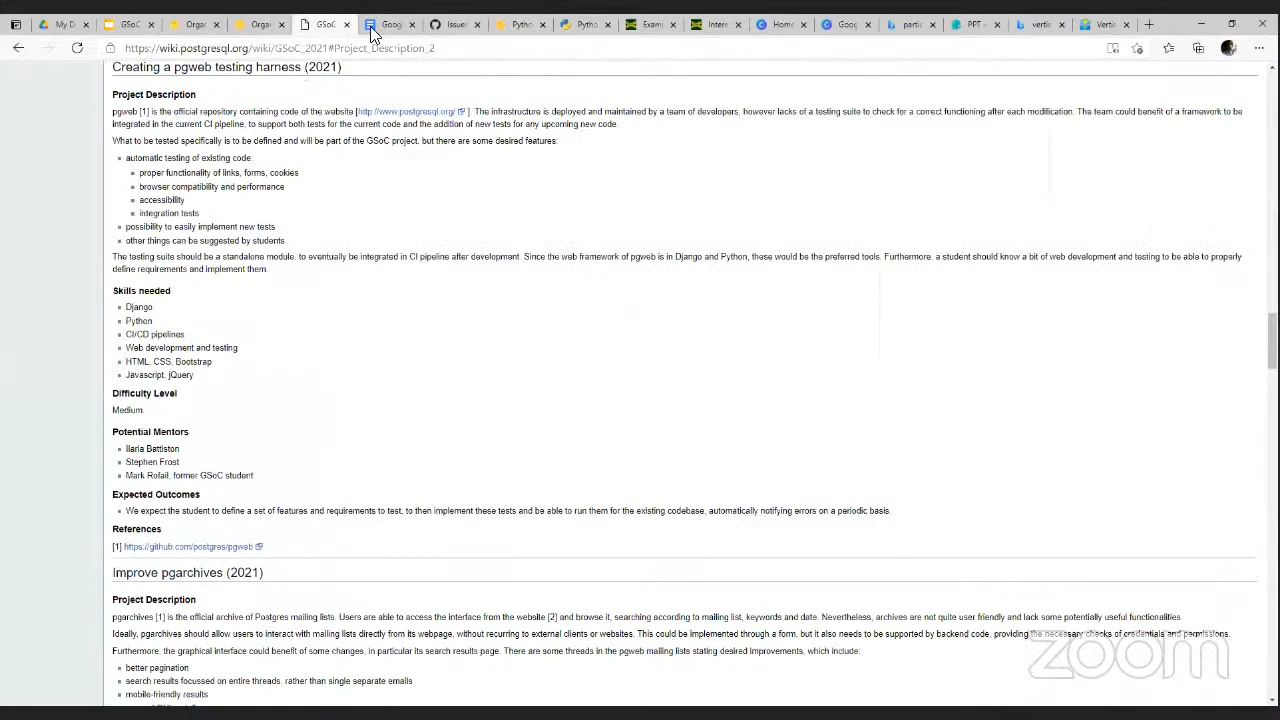 My D
GSoC
Organ
Organ
GSoC
Googl
Issues
Pytho
Pytho
Exam
Interr
Home
Goog
partic
PPT -
vertis
Vertir
https://wiki.postgresql.org/wiki/GSoC_2021#Project_Description_2
Creating a pgweb testing harness (2021)
Project Description
pgweb [1] is the official repository containing code of the website [http://www.postgresql.org/ ]. The infrastructure is deployed and maintained by a team of developers, however lacks of a testing suite to check for a correct functioning after each modification. The team could benefit of a framework to be
integrated in the current CI pipeline, to support both tests for the current code and the addition of new tests for any upcoming new code.
What to be tested specifically is to be defined and will be part of the GSoC project, but there are some desired features:
automatic testing of existing code:
proper functionality of links, forms, cookies
browser compatibility and performance
accessibility
integration tests
possibility to easily implement new tests
other things can be suggested by students
The testing suite should be a standalone module, to eventually be integrated in CI pipeline after development. Since the web framework of pgweb is in Django and Python, these would be the preferred tools. Furthermore, a student should know a bit of web development and testing to be able to properly
define requirements and implement them.
Skills needed
Django
Python
CI/CD pipelines
Web development and testing
HTML, CSS, Bootstrap
Javascript, jQuery
Difficulty Level
Medium.
Potential Mentors
Ilaria Battiston
Stephen Frost
Mark Rofail, former GSoC student
Expected Outcomes
We expect the student to define a set of features and requirements to test, to then implement these tests and be able to run them for the existing codebase, automatically notifying errors on a periodic basis.
References
[1] https://github.com/postgres/pgweb
Improve pgarchives (2021)
Project Description
pgarchives [1] is the official archive of Postgres mailing lists. Users are able to access the interface from the website [2] and browse it, searching according to mailing list, keywords and date. Nevertheless, archives are not quite user friendly and lack some potentially useful functionalities.
Ideally, pgarchives should allow users to interact with mailing lists directly from its webpage, without recurring to external clients or websites. This could be implemented through a form, but it also needs to be supported by backend code, providing the necessary checks of credentials and permissions.
Furthermore, the graphical interface could benefit of some changes, in particular its search results page. There are some threads in the pgweb mailing lists stating desired improvements, which include:
better pagination
search results focussed on entire threads, rather than single separate emails
mobile-friendly results
zoom